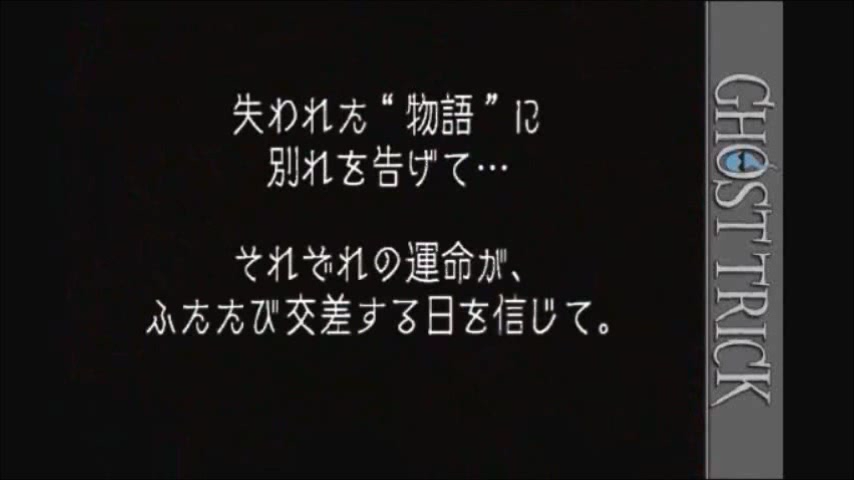 失われた“物語”に
別れを告げて…
それぞれの運命が、
ふたたび交差する日を信じて。
GHOST TRICK